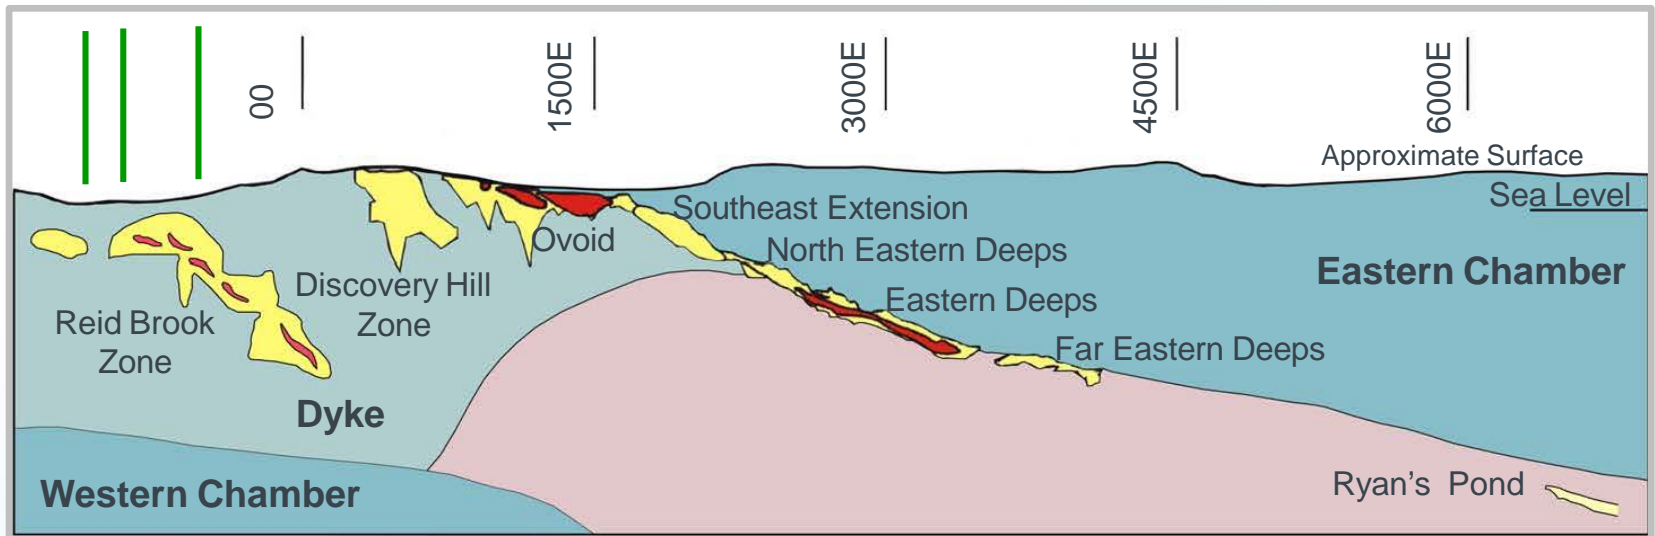 00
1500E
3000E
4500E
6000E
Approximate Surface
Sea Level
Southeast Extension
Ovoid
North Eastern Deeps
Eastern Chamber
Discovery Hill
Zone
Eastern Deeps
Reid Brook
Zone
Far Eastern Deeps
Dyke
Western Chamber
Ryan's Pond